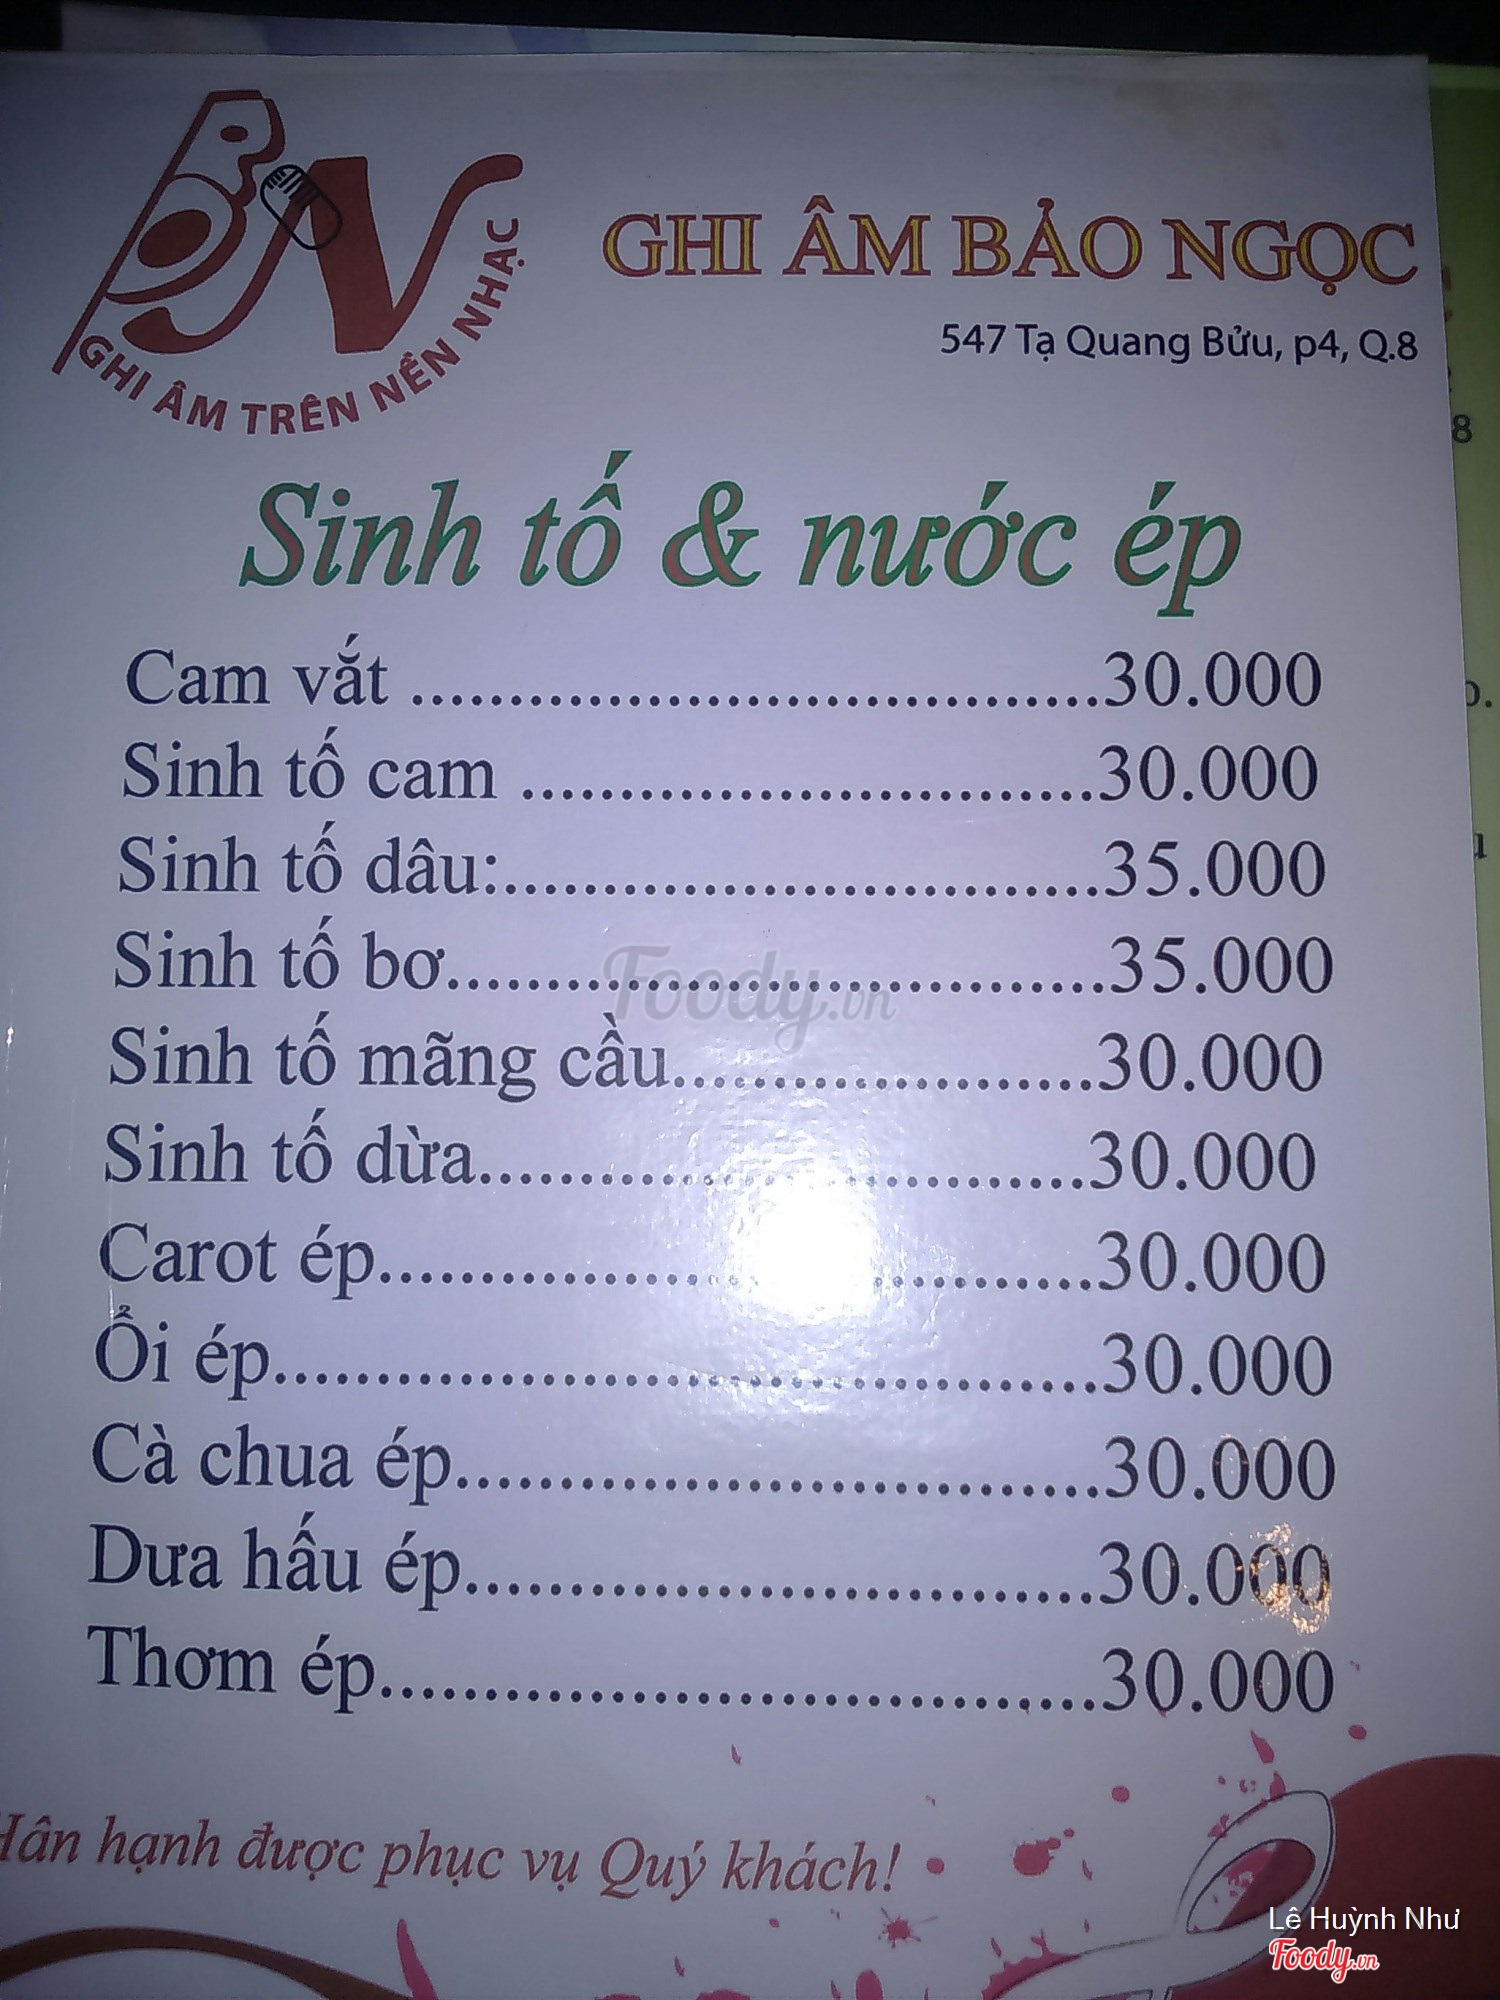 BN
GHI ÂM TRÊN NỀN NHẠC
GHI ÂM BẢO NGỌC
547 Tạ Quang Bửu, p4, Q.8
Sinh tố & nước ép
Cam vắt ..................................30.000
Sinh tố cam .............................30.000
Sinh tố dâu:..............................35.000
Sinh tố bơ.................................35.000
Sinh tố mãng cầu.....................30.000
Sinh tố dừa..............................30.000
Carot ép...................................30.000
Ổi ép........................................30.000
Cà chua ép...............................30.000
Dưa hấu ép...............................30.000
Thơm ép...................................30.000
Hân hạnh được phục vụ Quý khách!
Foody.vn
Lê Huỳnh Như
Foody.vn